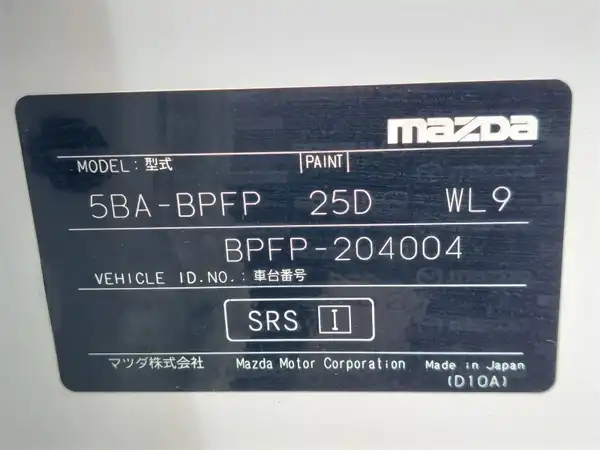 mazda
MODEL: 型式 PAINT
5BA-BPFP 25D WL9
BPFP-204004
VEHICLE ID.NO.: 車台番号
SRS I
マツダ株式会社 Mazda Motor Corporation Made in Japan
(D10A)